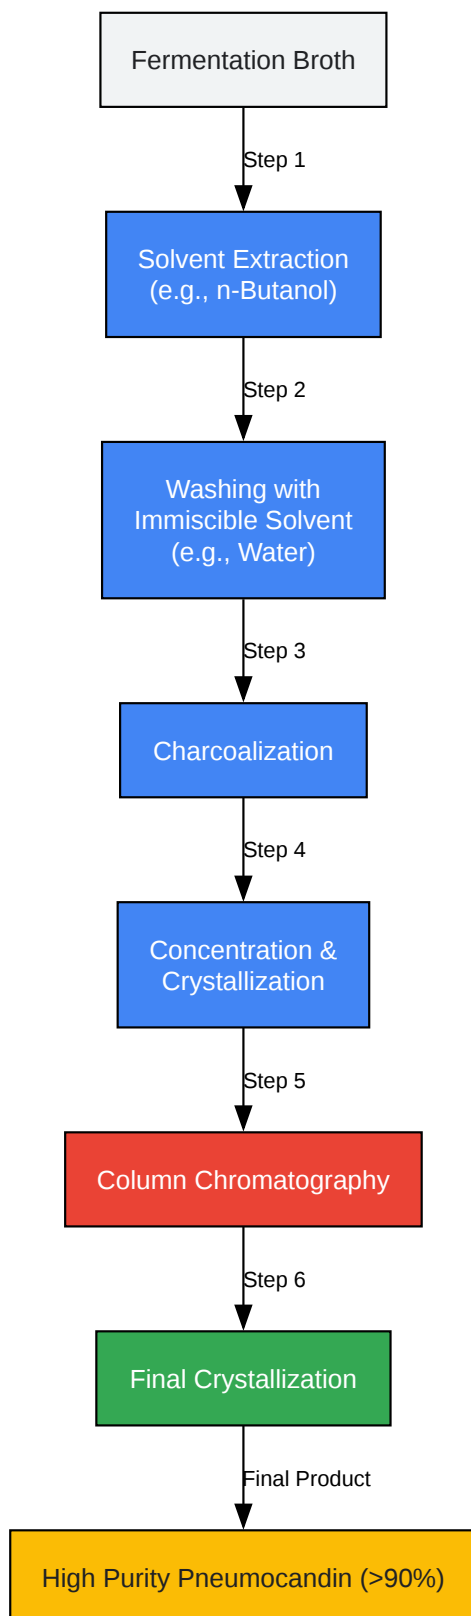 Fermentation Broth
Step 1
Solvent Extraction
(e.g., n-Butanol)
Step 2
Washing with
Immiscible Solvent
(e.g., Water)
Step 3
Charcoalization
Step 4
Concentration &
Crystallization
Step 5
Column Chromatography
Step 6
Final Crystallization
Final Product
High Purity Pneumocandin (>90%)